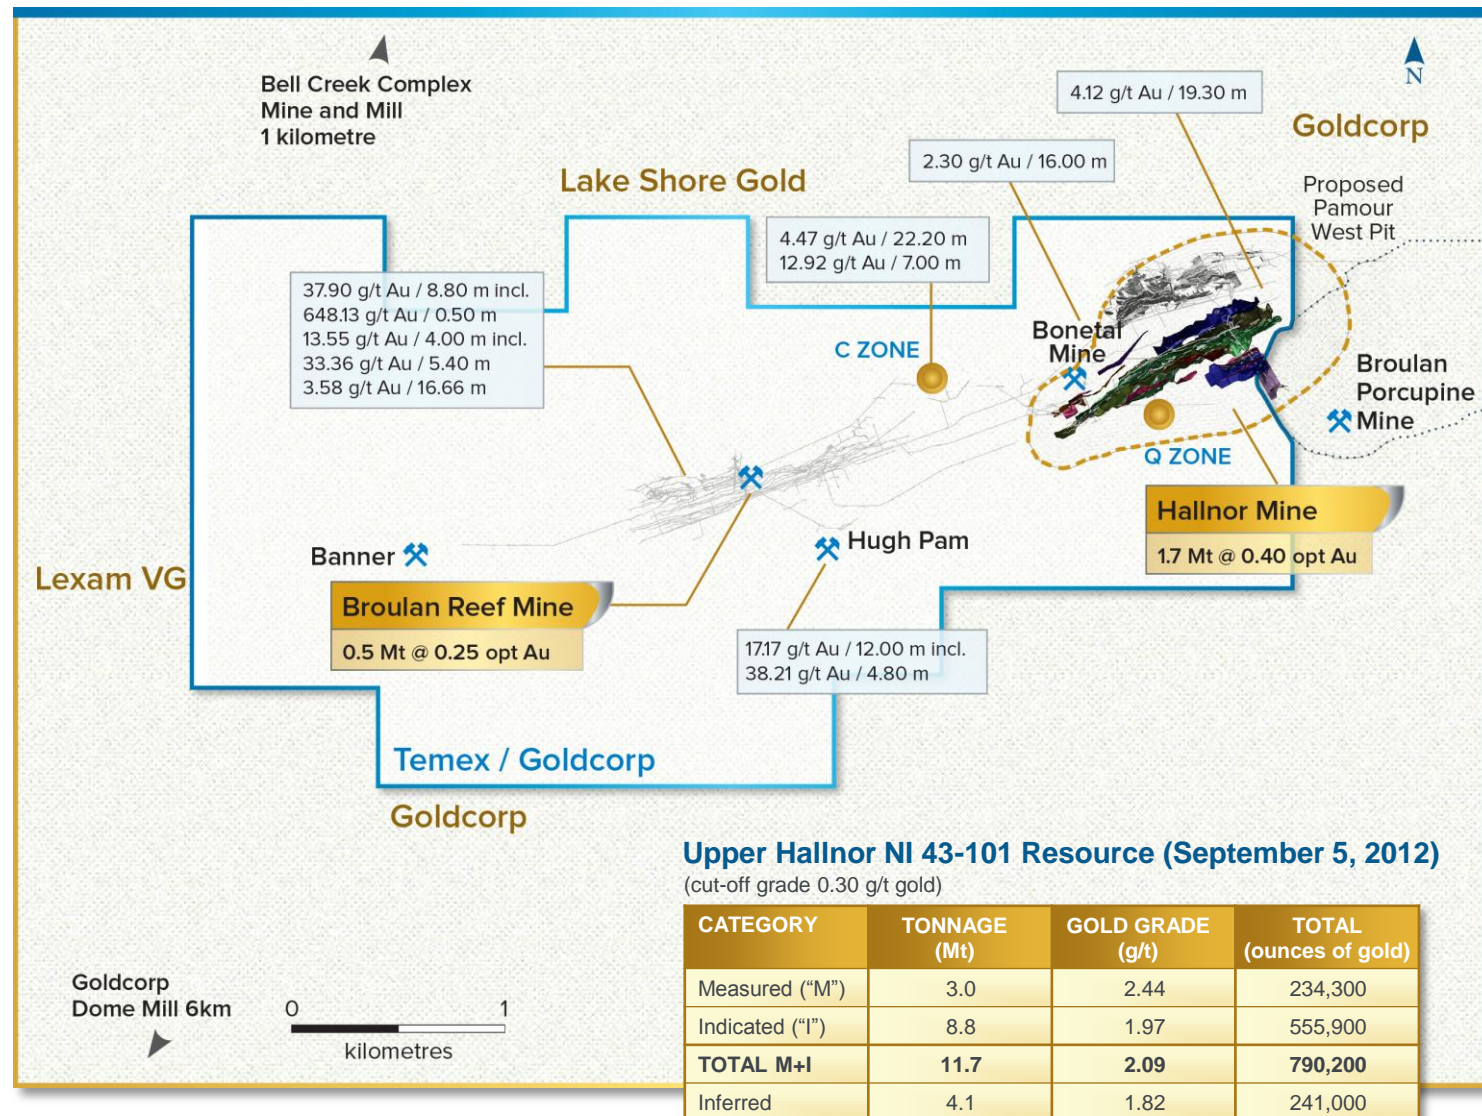 Bell Creek Complex
Mine and Mill
1 kilometre
N
4.12 g/t Au / 19.30 m
Goldcorp
2.30 g/t Au / 16.00 m
Lake Shore Gold
Proposed
Pamour
West Pit
4.47 g/t Au / 22.20 m
12.92 g/t Au / 7.00 m
37.90 g/t Au / 8.80 m incl.
648.13 g/t Au / 0.50 m
13.55 g/t Au / 4.00 m incl.
33.36 g/t Au / 5.40 m
3.58 g/t Au / 16.66 m
C ZONE
Bonetal
Mine
Broulan
Porcupine
Mine
Q ZONE
Hallnor Mine
1.7 Mt @ 0.40 opt Au
Banner
Hugh Pam
Lexam VG
Broulan Reef Mine
0.5 Mt @ 0.25 opt Au
17.17 g/t Au / 12.00 m incl.
38.21 g/t Au / 4.80 m
Temex / Goldcorp
Goldcorp
Upper Hallnor NI 43-101 Resource (September 5, 2012)
(cut-off grade 0.30 g/t gold)
CATEGORY TONNAGE (Mt) GOLD GRADE (g/t) TOTAL (ounces of gold)
Measured (“M”) 3.0 2.44 234,300
Indicated (“I”) 8.8 1.97 555,900
TOTAL M+I 11.7 2.09 790,200
Inferred 4.1 1.82 241,000
Goldcorp
Dome Mill 6km
0 1
kilometres